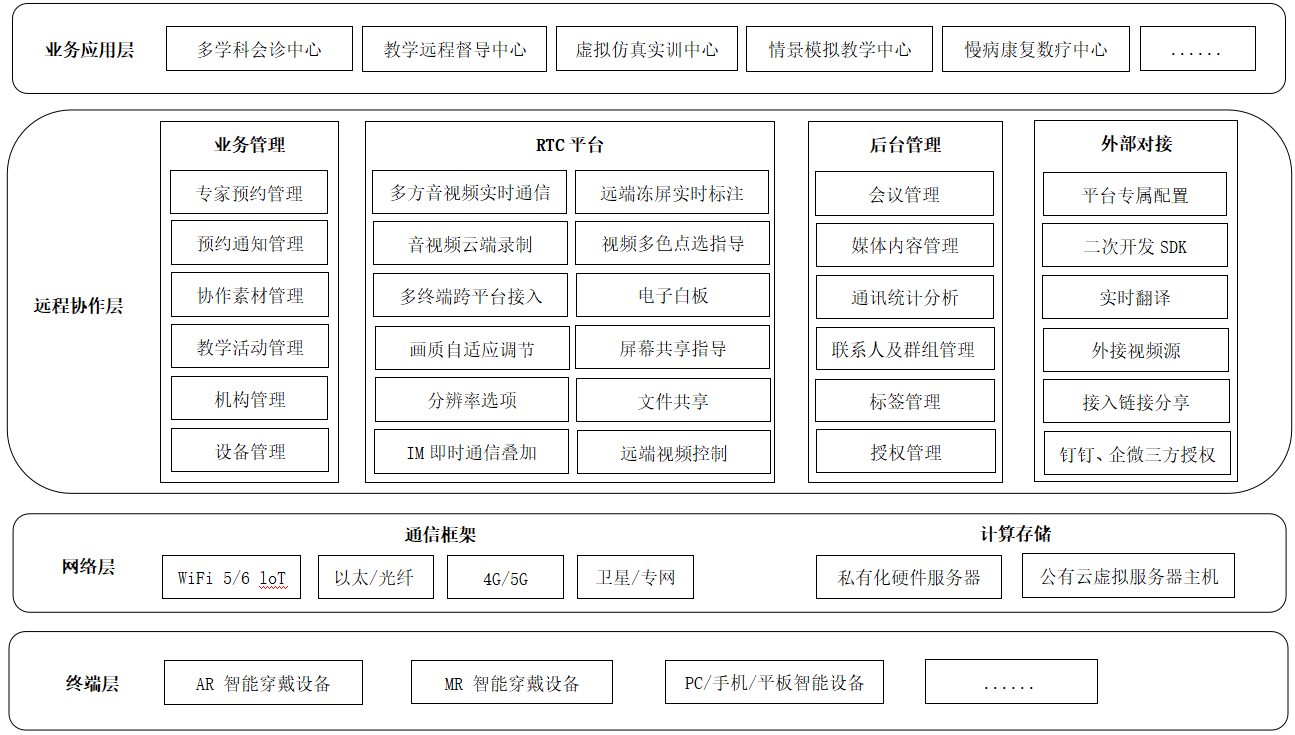 业务应用层
多学科会诊中心
教学远程督导中心
虚拟仿真实训中心
情景模拟教学中心
慢病康复数疗中心
......
远程协作层
业务管理
专家预约管理
预约通知管理
协作素材管理
教学活动管理
机构管理
设备管理
RTC 平台
多方音视频实时通信
远端冻屏实时标注
音视频云端录制
视频多色点选指导
多终端跨平台接入
电子白板
画质自适应调节
屏幕共享指导
分辨率选项
文件共享
IM 即时通信叠加
远端视频控制
后台管理
会议管理
媒体内容管理
通讯统计分析
联系人及群组管理
标签管理
授权管理
外部对接
平台专属配置
二次开发 SDK
实时翻译
外接视频源
接入链接分享
钉钉、企微三方授权
网络层
通信框架
WiFi 5/6 loT
以太/光纤
4G/5G
卫星/专网
计算存储
私有化硬件服务器
公有云虚拟服务器主机
终端层
AR 智能穿戴设备
MR 智能穿戴设备
PC/手机/平板智能设备
......